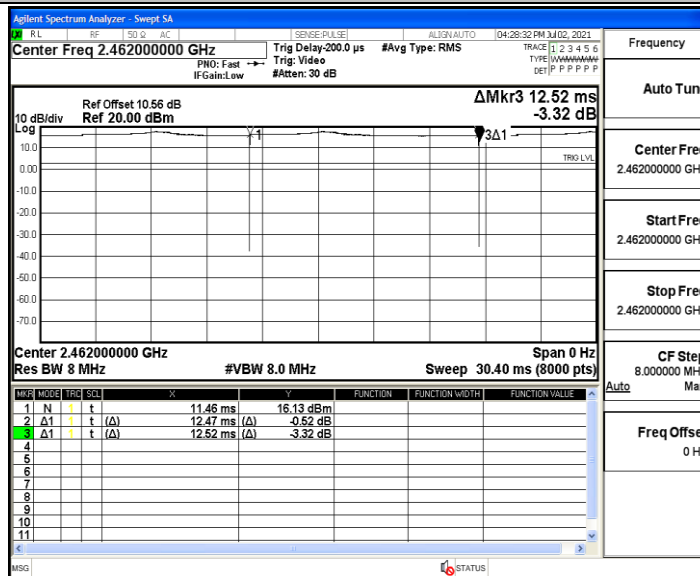 Agilent Spectrum Analyzer - Swept SA
RL RF 50 Ω AC SENSE:PULSE ALIGN AUTO 04:28:32 PM Jul 02, 2021
Center Freq 2.462000000 GHz
PNO: Fast
IFGain:Low
Trig Delay-200.0 µs
Trig: Video
#Atten: 30 dB
#Avg Type: RMS
TRACE 1 2 3 4 5 6
TYPE WWWWWW
DET P P P P P P
Ref Offset 10.56 dB
10 dB/div Ref 20.00 dBm
ΔMkr3 12.52 ms
-3.32 dB
Log
1
3Δ1
10.0
TRIG LVL
0.00
-10.0
-20.0
-30.0
-40.0
-50.0
-60.0
-70.0
Center 2.462000000 GHz Span 0 Hz
Res BW 8 MHz #VBW 8.0 MHz Sweep 30.40 ms (8000 pts)
MKR MODE TRC SCL X Y FUNCTION FUNCTION WIDTH FUNCTION VALUE
1 N 1 t 11.46 ms 16.13 dBm
2 Δ1 1 t (Δ) 12.47 ms (Δ) -0.52 dB
3 Δ1 1 t (Δ) 12.52 ms (Δ) -3.32 dB
4
5
6
7
8
9
10
11
MSG STATUS
Frequency
Auto Tun
Center Fre
2.462000000 GH
Start Fre
2.462000000 GH
Stop Fre
2.462000000 GH
CF Step
8.000000 MH
Auto Ma
Freq Offse
0 H